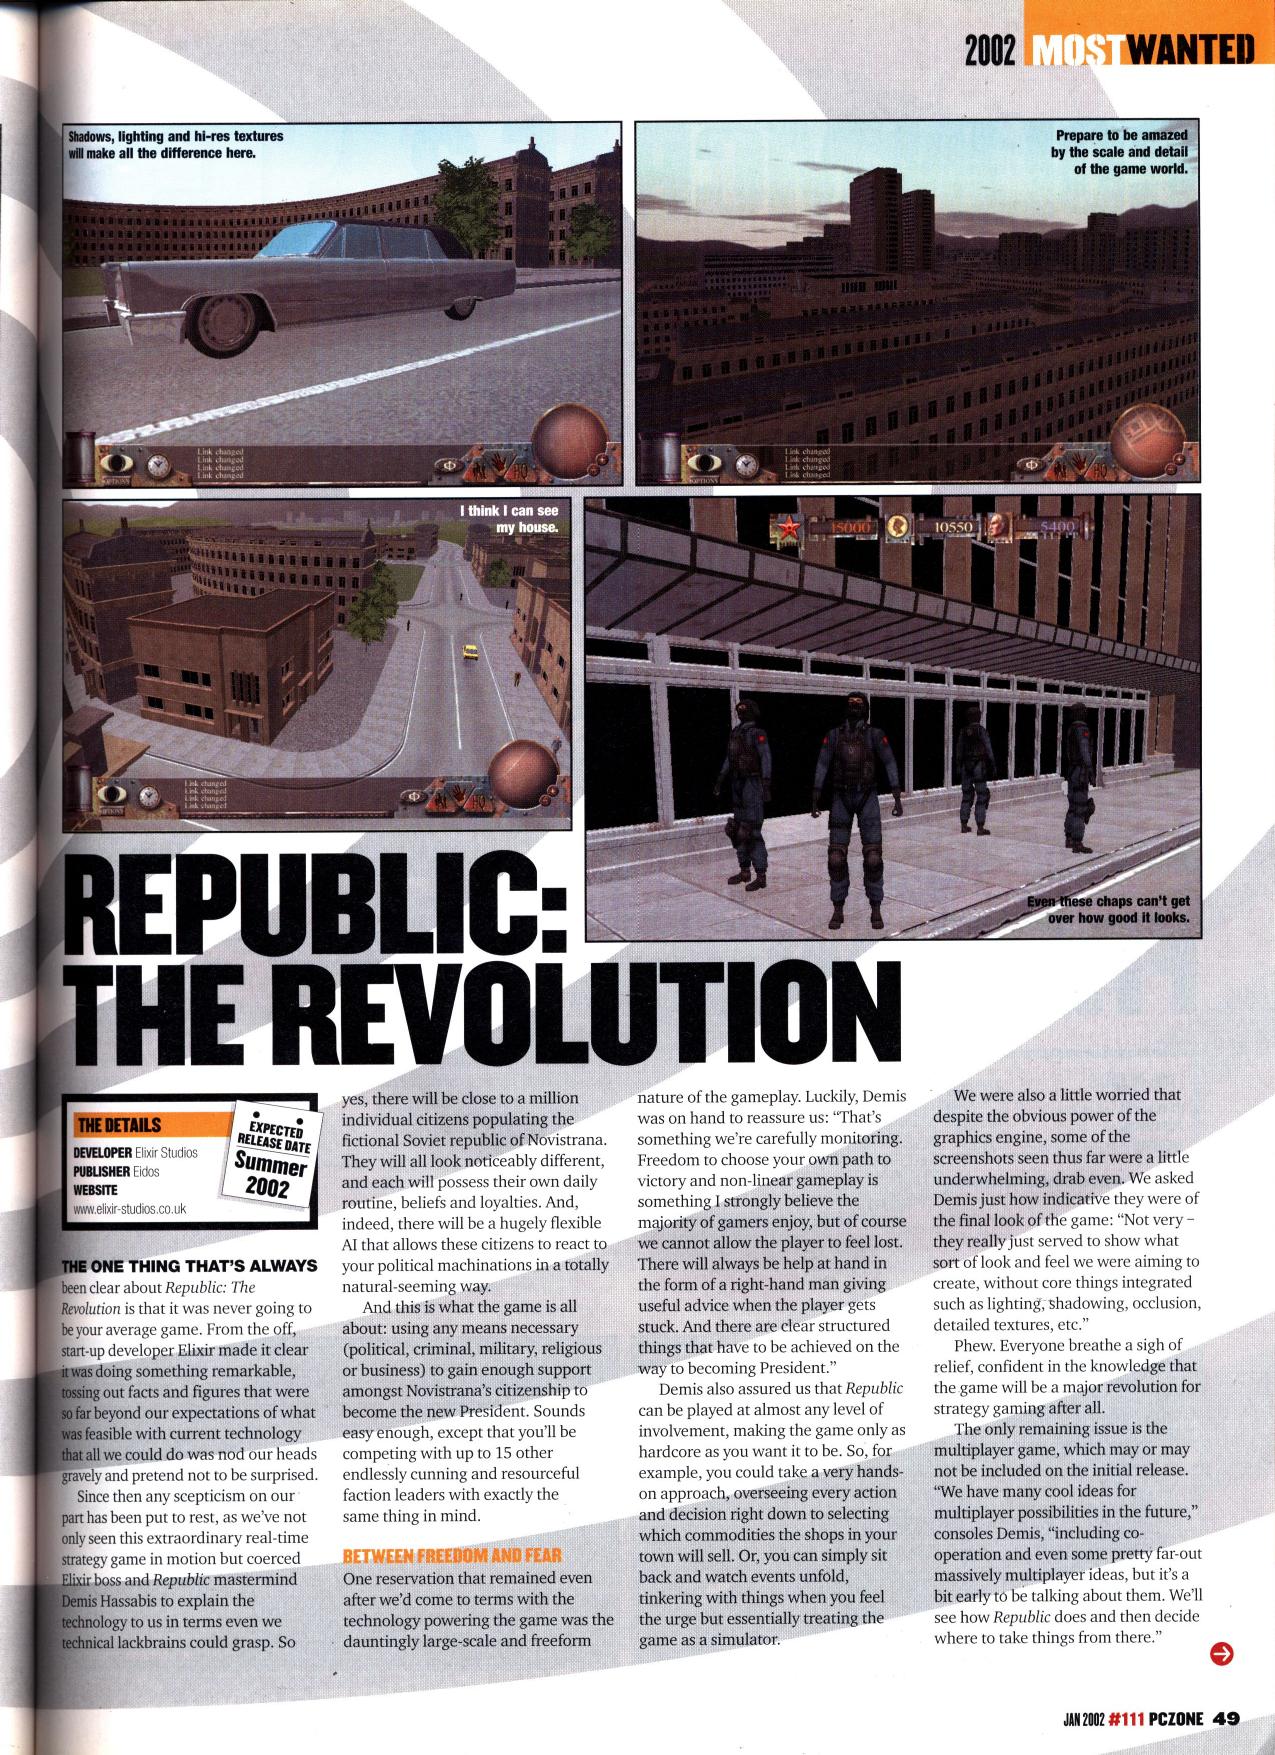 2002 MOSTWANTED
Shadows, lighting and hi-res textures
will make all the difference here.
Link changed
Link changed
Link changed
Link changed
OPTIONS
HQ
Prepare to be amazed
by the scale and detail
of the game world.
Link changed
Link changed
Link changed
Link changed
OPTIONS
HQ
I think I can see
my house.
Link changed
Link changed
Link changed
Link changed
OPTIONS
HQ
15000 10550 5400
Even these chaps can't get
over how good it looks.
REPUBLIC:
THE REVOLUTION
THE DETAILS
DEVELOPER Elixir Studios
PUBLISHER Eidos
WEBSITE
www.elixir-studios.co.uk
EXPECTED
RELEASE DATE
Summer
2002
THE ONE THING THAT'S ALWAYS
been clear about Republic: The
Revolution is that it was never going to
be your average game. From the off,
start-up developer Elixir made it clear
it was doing something remarkable,
tossing out facts and figures that were
so far beyond our expectations of what
was feasible with current technology
that all we could do was nod our heads
gravely and pretend not to be surprised.
Since then any scepticism on our
part has been put to rest, as we've not
only seen this extraordinary real-time
strategy game in motion but coerced
Elixir boss and Republic mastermind
Demis Hassabis to explain the
technology to us in terms even we
technical lackbrains could grasp. So
yes, there will be close to a million
individual citizens populating the
fictional Soviet republic of Novistrana.
They will all look noticeably different,
and each will possess their own daily
routine, beliefs and loyalties. And,
indeed, there will be a hugely flexible
AI that allows these citizens to react to
your political machinations in a totally
natural-seeming way.
And this is what the game is all
about: using any means necessary
(political, criminal, military, religious
or business) to gain enough support
amongst Novistrana's citizenship to
become the new President. Sounds
easy enough, except that you'll be
competing with up to 15 other
endlessly cunning and resourceful
faction leaders with exactly the
same thing in mind.
BETWEEN FREEDOM AND FEAR
One reservation that remained even
after we'd come to terms with the
technology powering the game was the
dauntingly large-scale and freeform
nature of the gameplay. Luckily, Demis
was on hand to reassure us: “That's
something we're carefully monitoring.
Freedom to choose your own path to
victory and non-linear gameplay is
something I strongly believe the
majority of gamers enjoy, but of course
we cannot allow the player to feel lost.
There will always be help at hand in
the form of a right-hand man giving
useful advice when the player gets
stuck. And there are clear structured
things that have to be achieved on the
way to becoming President.”
Demis also assured us that Republic
can be played at almost any level of
involvement, making the game only as
hardcore as you want it to be. So, for
example, you could take a very hands-
on approach, overseeing every action
and decision right down to selecting
which commodities the shops in your
town will sell. Or, you can simply sit
back and watch events unfold,
tinkering with things when you feel
the urge but essentially treating the
game as a simulator.
We were also a little worried that
despite the obvious power of the
graphics engine, some of the
screenshots seen thus far were a little
underwhelming, drab even. We asked
Demis just how indicative they were of
the final look of the game: “Not very –
they really just served to show what
sort of look and feel we were aiming to
create, without core things integrated
such as lighting, shadowing, occlusion,
detailed textures, etc.”
Phew. Everyone breathe a sigh of
relief, confident in the knowledge that
the game will be a major revolution for
strategy gaming after all.
The only remaining issue is the
multiplayer game, which may or may
not be included on the initial release.
“We have many cool ideas for
multiplayer possibilities in the future,”
consoles Demis, “including co-
operation and even some pretty far-out
massively multiplayer ideas, but it's a
bit early to be talking about them. We'll
see how Republic does and then decide
where to take things from there.”
JAN 2002 #111 PCZONE 49